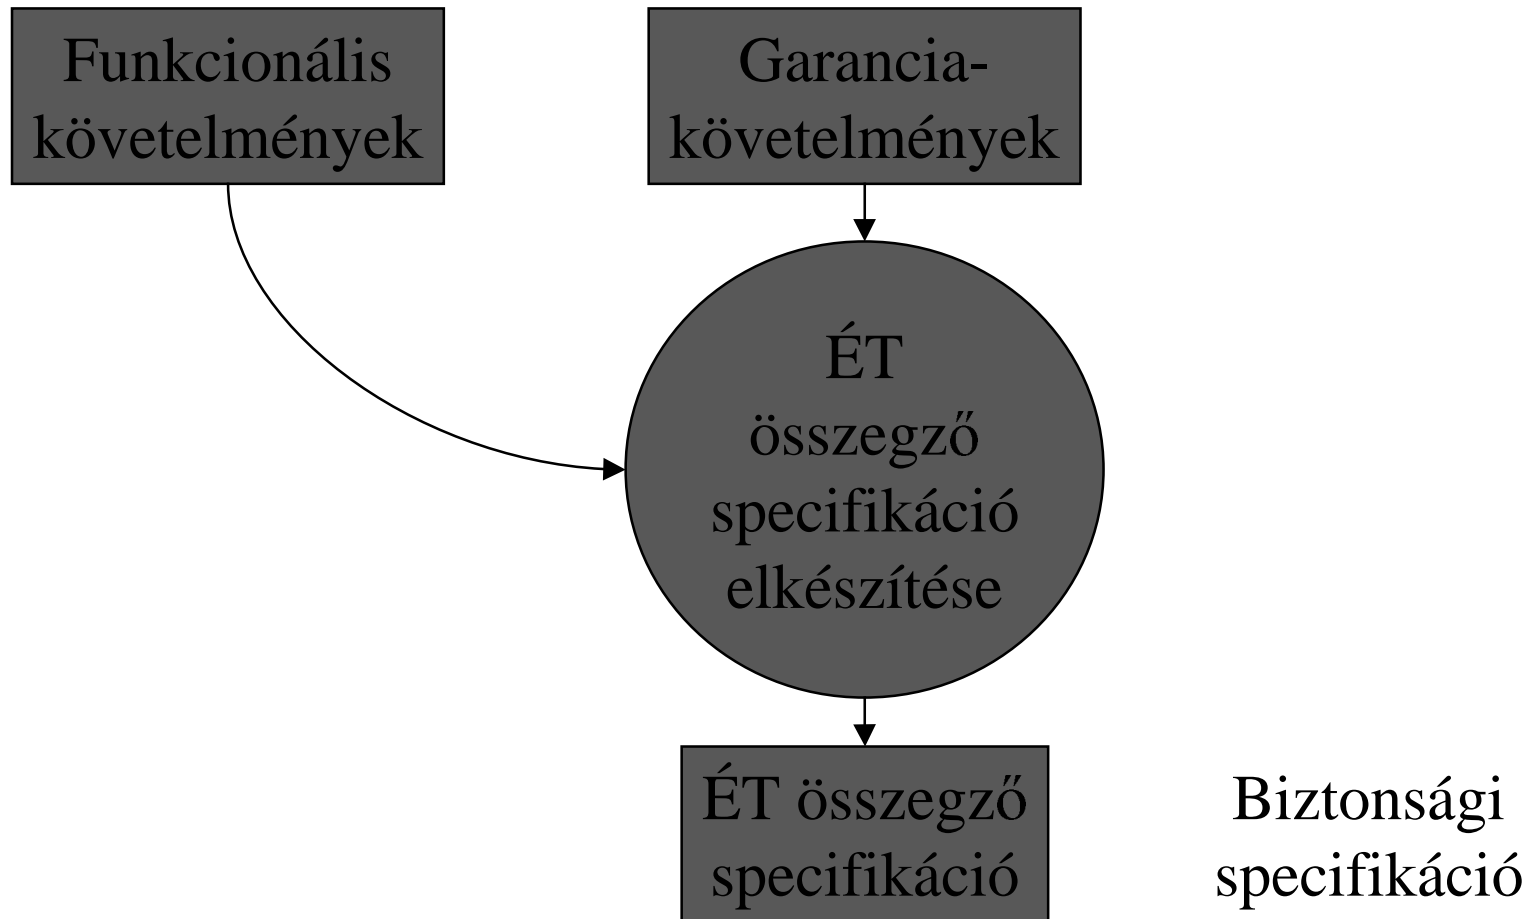 Funkcionális
követelmények
Garancia-
követelmények
ÉT
összegző
specifikáció
elkészítése
ÉT összegző
specifikáció
Biztonsági
specifikáció